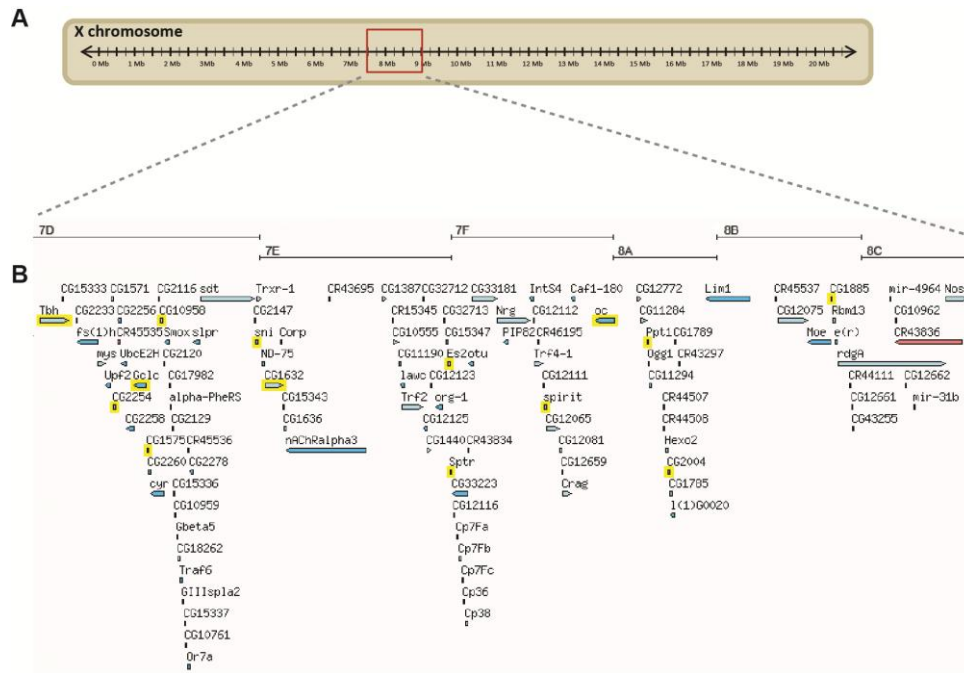 A
X chromosome
0 Mb 1 Mb 2 Mb 3 Mb 4 Mb 5 Mb 6 Mb 7 Mb 8 Mb 9 Mb 10 Mb 11 Mb 12 Mb 13 Mb 14 Mb 15 Mb 16 Mb 17 Mb 18 Mb 19 Mb 20 Mb
7D 7F 8B
7E 8A 8C
B
CG15333 CG1571 CG2116 sdt Trxr-1 CR43695 CG1387 CG32712 CG33181 IntS4 Caf1-180 CG12772 Lim1 CR45537 CG1885 mir-4964 Nos
Tbh CG2233 CG2256 CG10958 CG2147 CR15345 CG32713 Nrg CG12112 oc CG11284 CG12075 Rbm13 CG10962
fs(1)h CR45535 Smox slpr sni Corp CG10555 CG15347 PIP82 CR46195 Ppt1 CG1789 Moe e(r) CR43836
mys UbcE2H CG2120 ND-75 CG11190 Es2 otu Trf4-1 Ogg1 CR43297 rdgA
Upf2 Gclc CG17982 CG1632 lawc CG12123 CG12111 CG11294 CR44111 CG12662
CG2254 alpha-PheRS CG15343 Trf2 org-1 spirit CR44507 CG12661 mir-31b
CG2258 CG2129 CG1636 CG12125 CG12065 CR44508 CG43255
CG1575 CR45536 nAChRalpha3 CG1440 CR43834 CG12081 Hexo2
CG2260 CG2278 Sptr CG12659 CG2004
cyr CG15336 CG33223 Crag CG1785
CG10959 CG12116 l(1)G0020
Gbeta5 Cp7Fa
CG18262 Cp7Fb
Traf6 Cp7Fc
GIIIspla2 Cp36
CG15337 Cp38
CG10761
Or7a